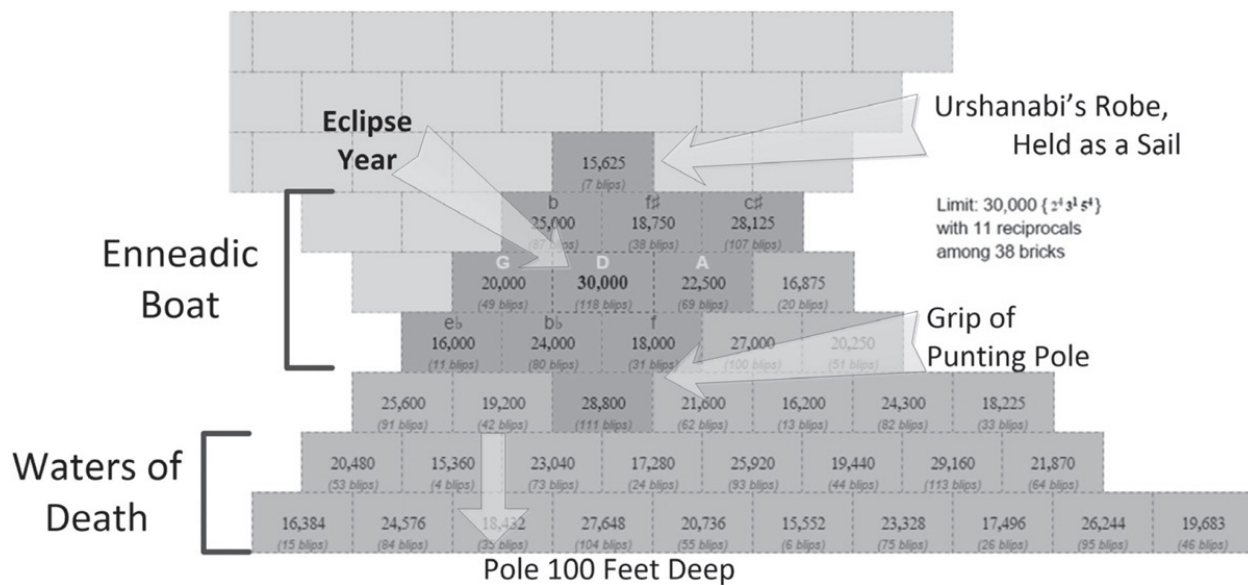 Urshanabi's Robe,
Held as a Sail
Eclipse
Year
15,625
(7 blips)
Limit: 30,000 {2⁴ 3¹ 5⁴}
with 11 reciprocals
among 38 bricks
b f♯ c♯
25,000 18,750 28,125
(87 blips) (38 blips) (107 blips)
Enneadic
Boat
G D A
20,000 30,000 22,500 16,875
(49 blips) (118 blips) (69 blips) (20 blips)
e♭ b♭ f
16,000 24,000 18,000 27,000 20,250
(11 blips) (80 blips) (31 blips) (100 blips) (51 blips)
Grip of
Punting Pole
25,600 19,200 28,800 21,600 16,200 24,300 18,225
(91 blips) (42 blips) (111 blips) (62 blips) (13 blips) (82 blips) (33 blips)
Waters of
Death
20,480 15,360 23,040 17,280 25,920 19,440 29,160 21,870
(53 blips) (4 blips) (73 blips) (24 blips) (93 blips) (44 blips) (113 blips) (64 blips)
16,384 24,576 18,432 27,648 20,736 15,552 23,328 17,496 26,244 19,683
(15 blips) (84 blips) (35 blips) (104 blips) (55 blips) (6 blips) (75 blips) (26 blips) (95 blips) (46 blips)
Pole 100 Feet Deep